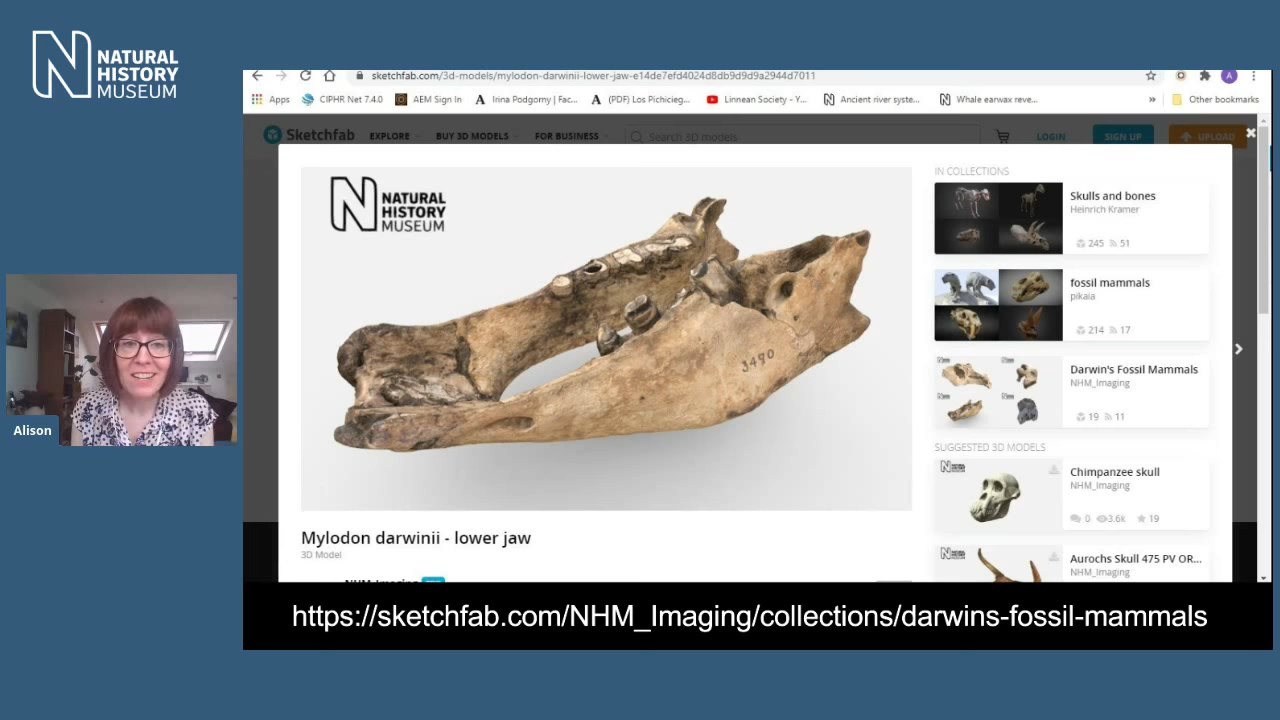 NATURAL
HISTORY
MUSEUM
sketchfab.com/3d-models/mylodon-darwinii-lower-jaw-e14de7efd4024d8db9d9d9a2944d7011
A
Apps
CIPHR Net 7.4.0
AEM Sign In
Irina Podgorny | Fac...
(PDF) Los Pichicieg...
Linnean Society – Y...
Ancient river syste...
Whale earwax reve...
»
Other bookmarks
Sketchfab
EXPLORE
BUY 3D MODELS
FOR BUSINESS
Search 3D models
LOGIN
SIGN UP
UPLOAD
NATURAL
HISTORY
MUSEUM
3490
IN COLLECTIONS
Skulls and bones
Heinrich Kramer
245 51
fossil mammals
pikaia
214 17
Darwin's Fossil Mammals
NHM_Imaging
19 11
SUGGESTED 3D MODELS
Chimpanzee skull
NHM_Imaging
0 3.6k 19
Aurochs Skull 475 PV OR...
NHM_Imaging
Alison
Mylodon darwinii - lower jaw
3D Model
NHM_Imaging
https://sketchfab.com/NHM_Imaging/collections/darwins-fossil-mammals